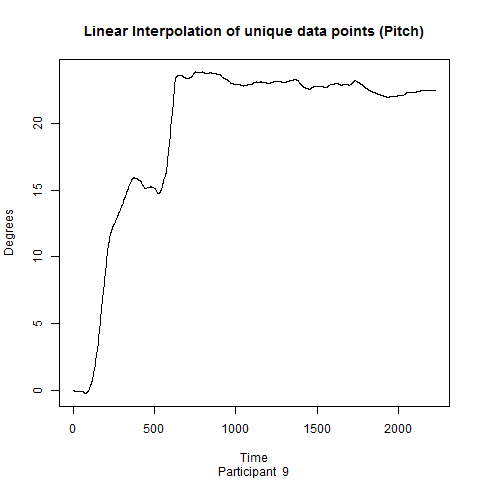 Linear Interpolation of unique data points (Pitch)
Degrees
20
15
10
5
0
0 500 1000 1500 2000
Time
Participant 9